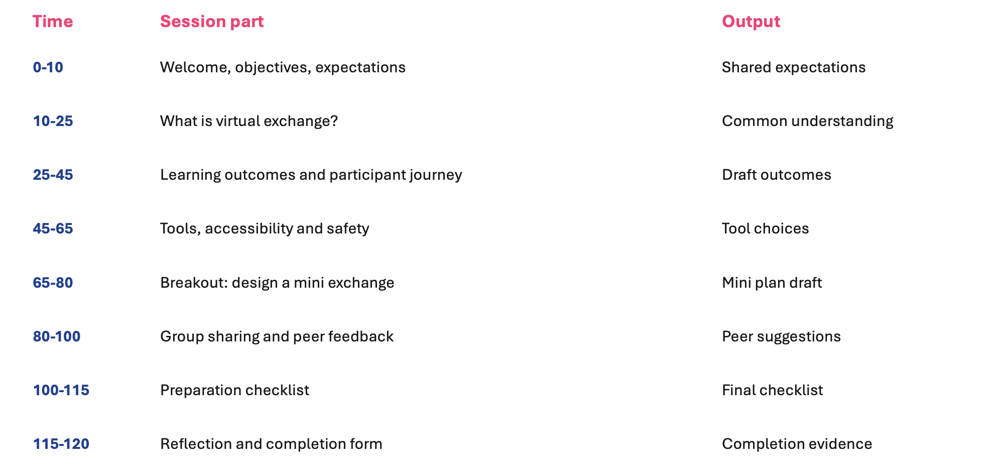 Time Session part Output
0-10 Welcome, objectives, expectations Shared expectations
10-25 What is virtual exchange? Common understanding
25-45 Learning outcomes and participant journey Draft outcomes
45-65 Tools, accessibility and safety Tool choices
65-80 Breakout: design a mini exchange Mini plan draft
80-100 Group sharing and peer feedback Peer suggestions
100-115 Preparation checklist Final checklist
115-120 Reflection and completion form Completion evidence